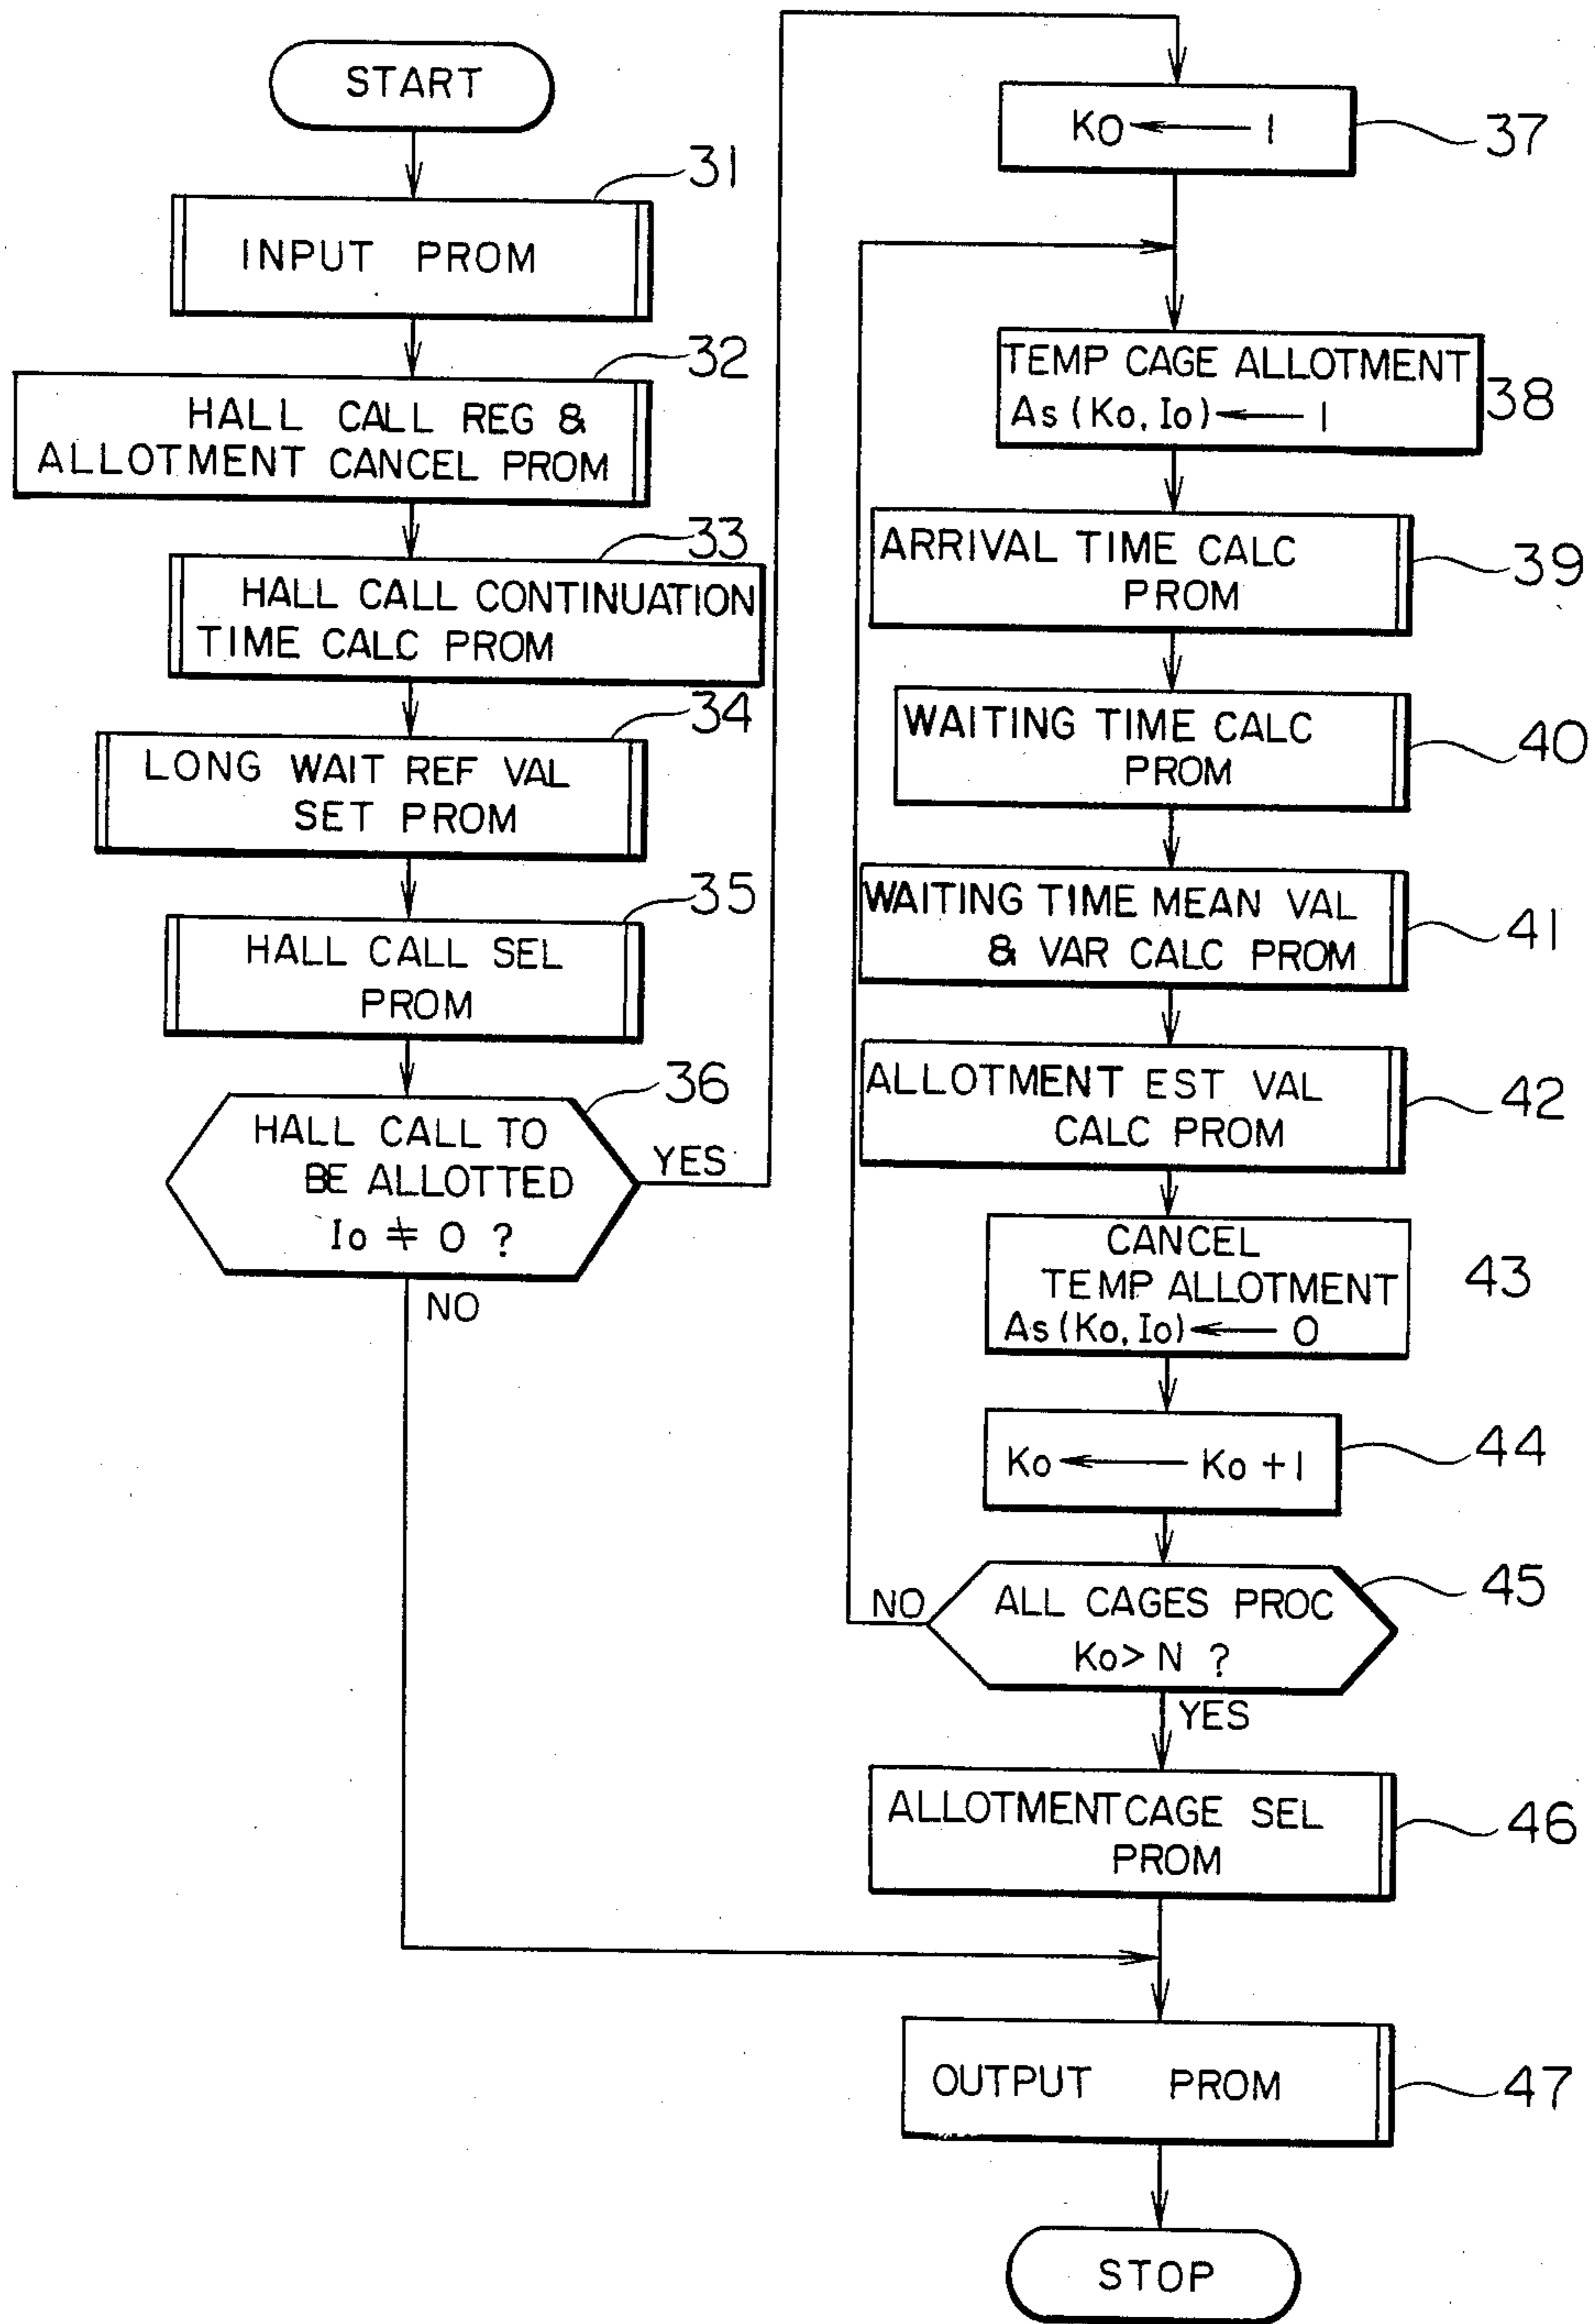 START
31
INPUT PROM
32
HALL CALL REG &
ALLOTMENT CANCEL PROM
33
HALL CALL CONTINUATION
TIME CALC PROM
34
LONG WAIT REF VAL
SET PROM
35
HALL CALL SEL
PROM
36
HALL CALL TO
BE ALLOTTED
Io ≠ 0 ?
YES
NO
Ko ← 1
37
TEMP CAGE ALLOTMENT
As (Ko, Io) ← 1
38
ARRIVAL TIME CALC
PROM
39
WAITING TIME CALC
PROM
40
WAITING TIME MEAN VAL
& VAR CALC PROM
41
ALLOTMENT EST VAL
CALC PROM
42
CANCEL
TEMP ALLOTMENT
As (Ko, Io) ← 0
43
Ko ← Ko + 1
44
ALL CAGES PROC
Ko > N ?
45
NO
YES
ALLOTMENT CAGE SEL
PROM
46
OUTPUT PROM
47
STOP